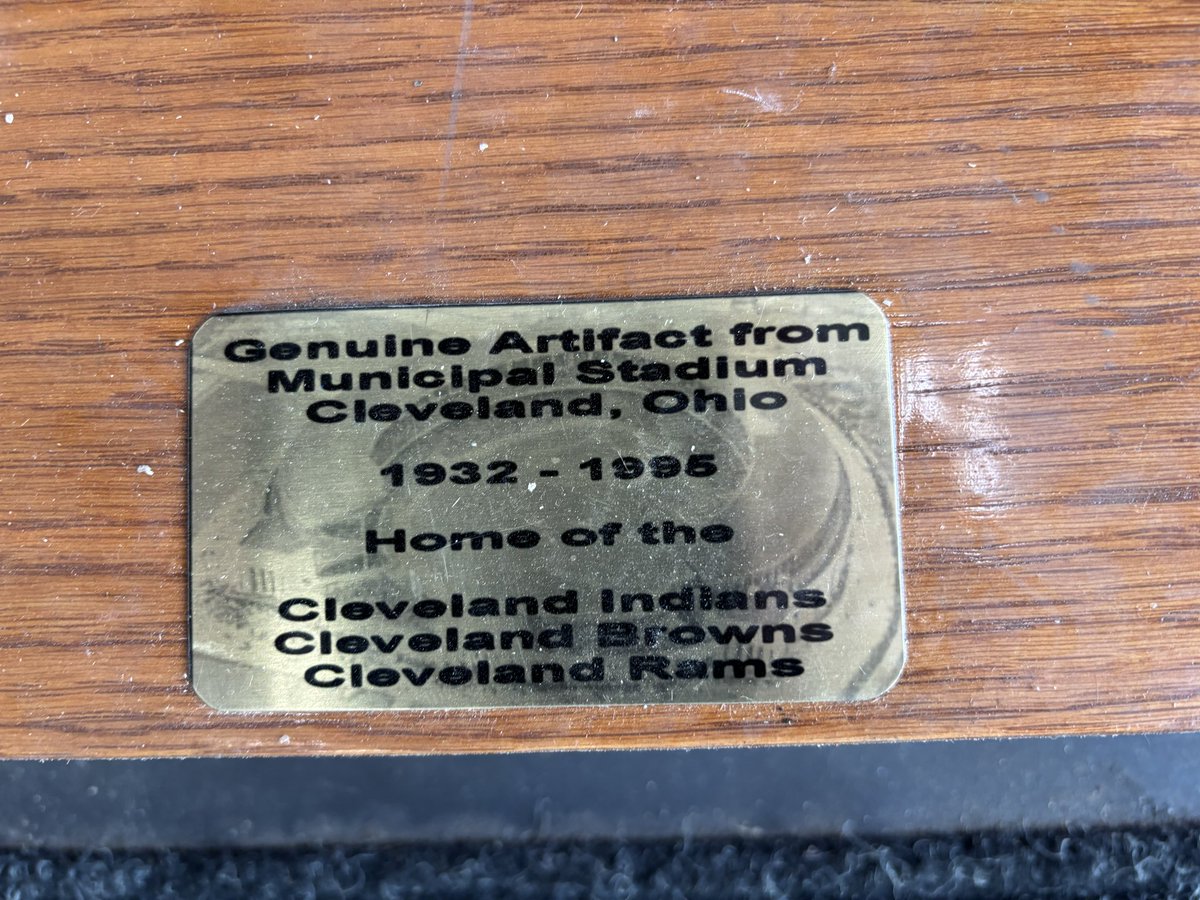 Genuine Artifact from
Municipal Stadium
Cleveland, Ohio
1932 - 1995
Home of the
Cleveland Indians
Cleveland Browns
Cleveland Rams